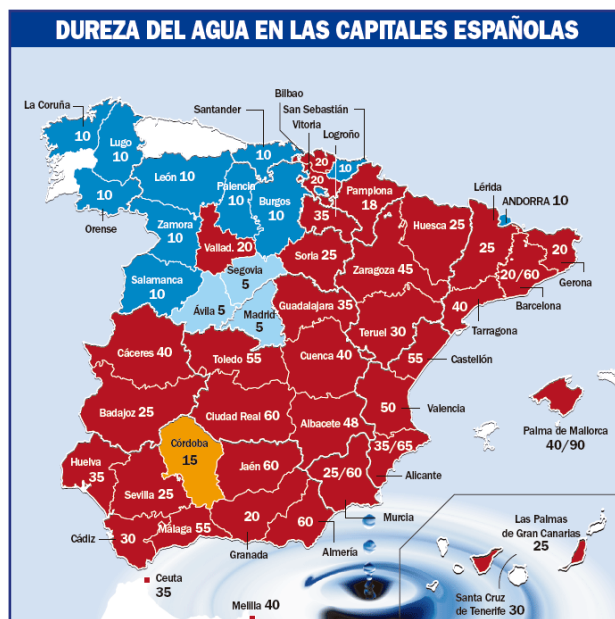 DUREZA DEL AGUA EN LAS CAPITALES ESPAÑOLAS
La Coruña
10
Lugo
10
Orense
10
León 10
Santander
10
Bilbao
20
San Sebastián
10
Vitoria
20
Logroño
35
Pamplona
18
Palencia
10
Burgos
10
Zamora
10
Vallad. 20
Soria 25
Huesca 25
Lérida
25
ANDORRA 10
Zaragoza 45
20
Gerona
20/60
Barcelona
40
Tarragona
Salamanca
10
Segovia
5
Ávila 5
Madrid
5
Guadalajara 35
Teruel 30
Cáceres 40
Toledo 55
Cuenca 40
55
Castellón
Badajoz 25
Ciudad Real 60
Albacete 48
50
Valencia
Palma de Mallorca
40/90
Córdoba
15
Huelva
35
Sevilla 25
Jaén 60
25/60
Murcia
35/65
Alicante
Cádiz
30
Málaga 55
20
Granada
60
Almería
Ceuta
35
Melilla 40
Las Palmas
de Gran Canarias
25
Santa Cruz
de Tenerife 30